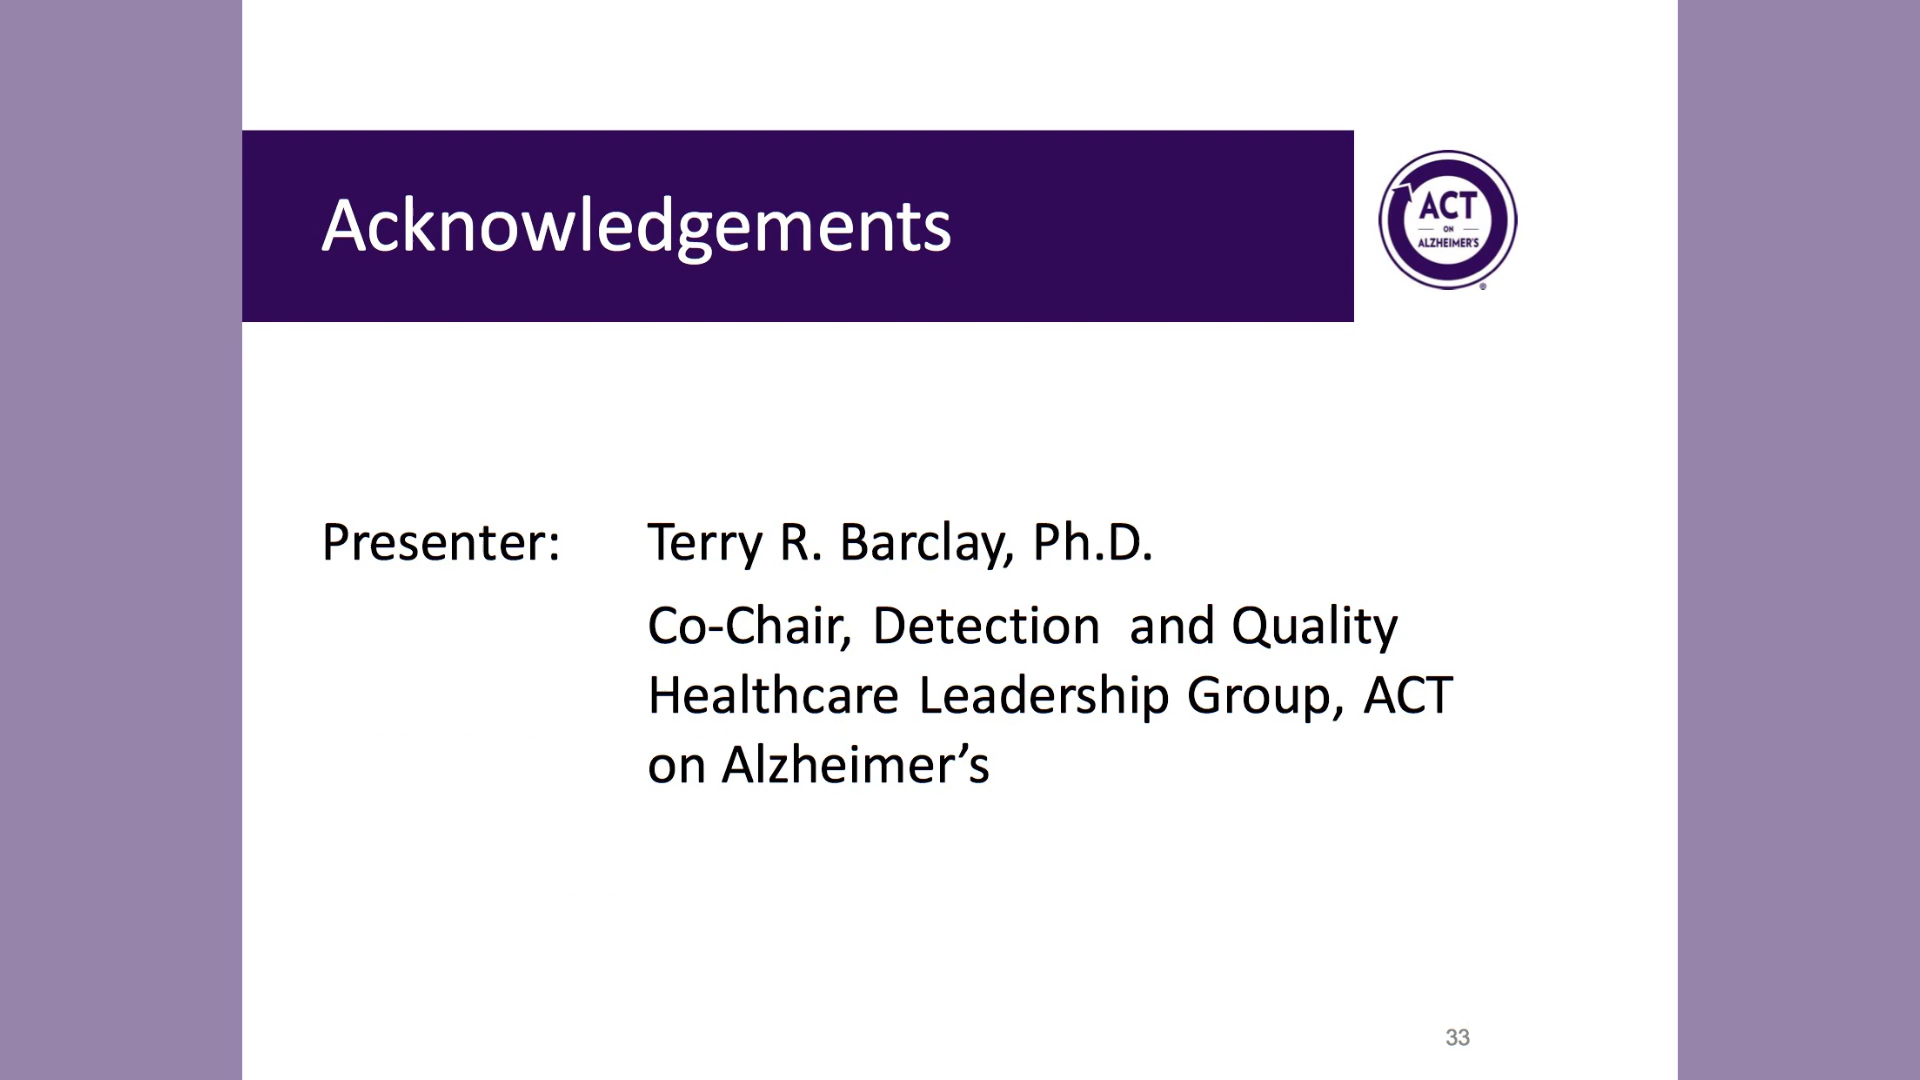 Acknowledgements
ACT
ON
ALZHEIMER'S
®
Presenter: Terry R. Barclay, Ph.D.
Co-Chair, Detection  and Quality
Healthcare Leadership Group, ACT
on Alzheimer’s
33